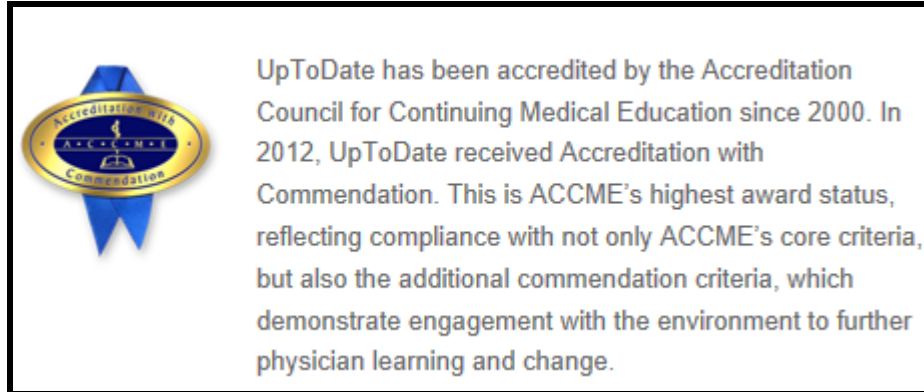 Accreditation with
A•C•C•M•E
Commendation
UpToDate has been accredited by the Accreditation
Council for Continuing Medical Education since 2000. In
2012, UpToDate received Accreditation with
Commendation. This is ACCME’s highest award status,
reflecting compliance with not only ACCME’s core criteria,
but also the additional commendation criteria, which
demonstrate engagement with the environment to further
physician learning and change.